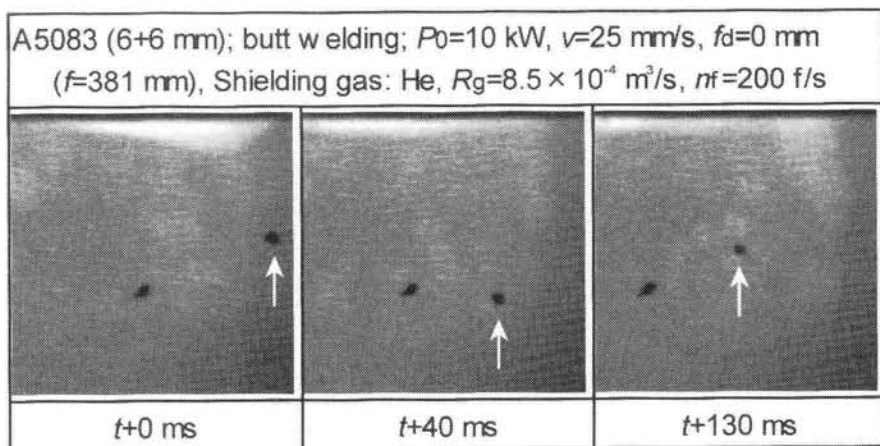 A5083 (6+6 mm); butt welding; P0=10 kW, v=25 mm/s, fd=0 mm
(f=381 mm), Shielding gas: He, Rg=8.5×10⁻⁴ m³/s, nf=200 f/s
t+0 ms
t+40 ms
t+130 ms